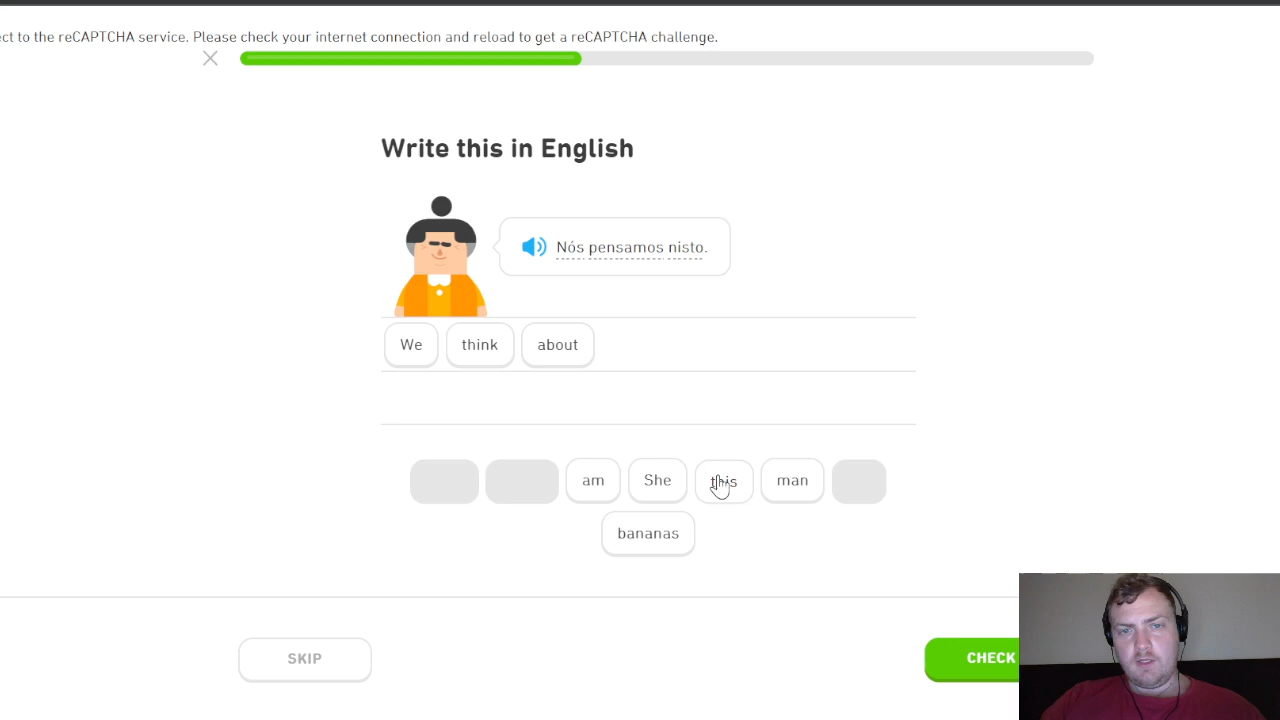 ct to the reCAPTCHA service. Please check your internet connection and reload to get a reCAPTCHA challenge.
Write this in English
Nós pensamos nisto.
We think about
am She this man
bananas
SKIP CHECK